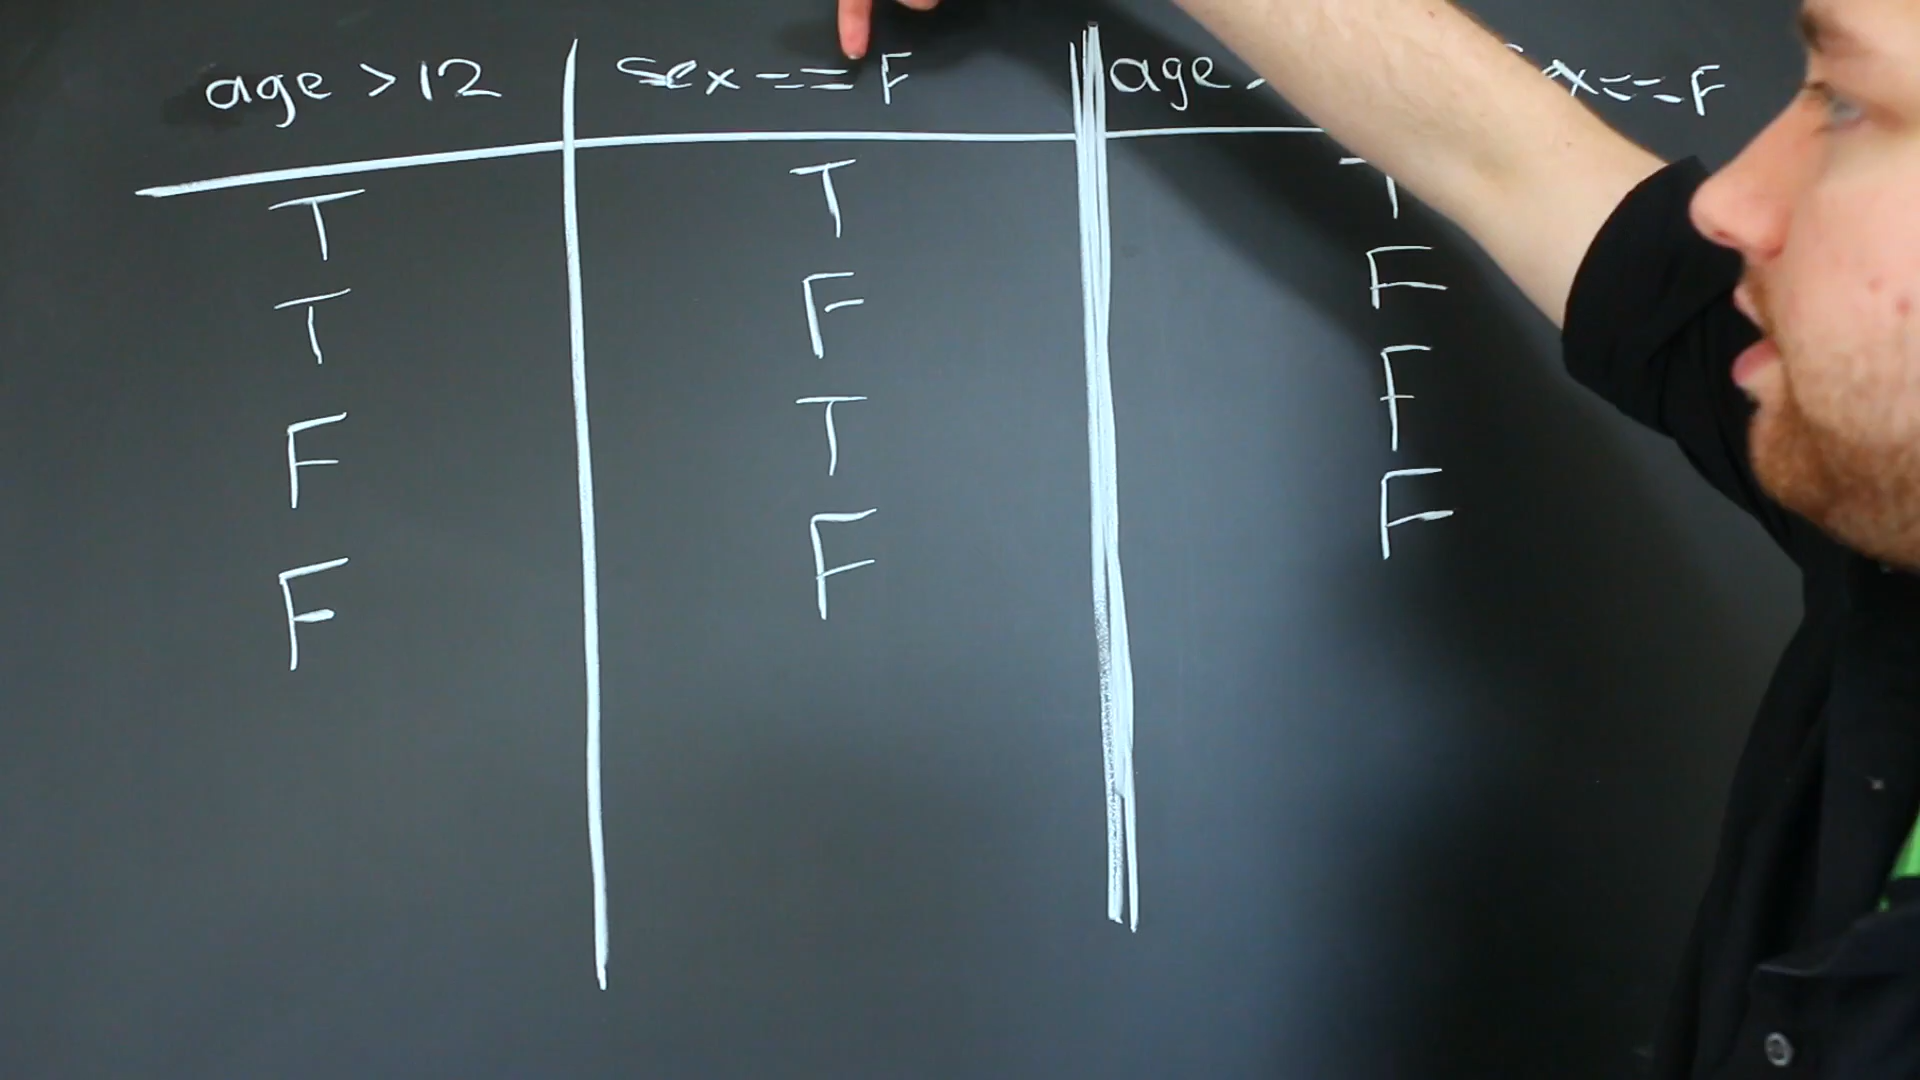 age >12 sex == F age x==F
T T T
T F F
F T F
F F F